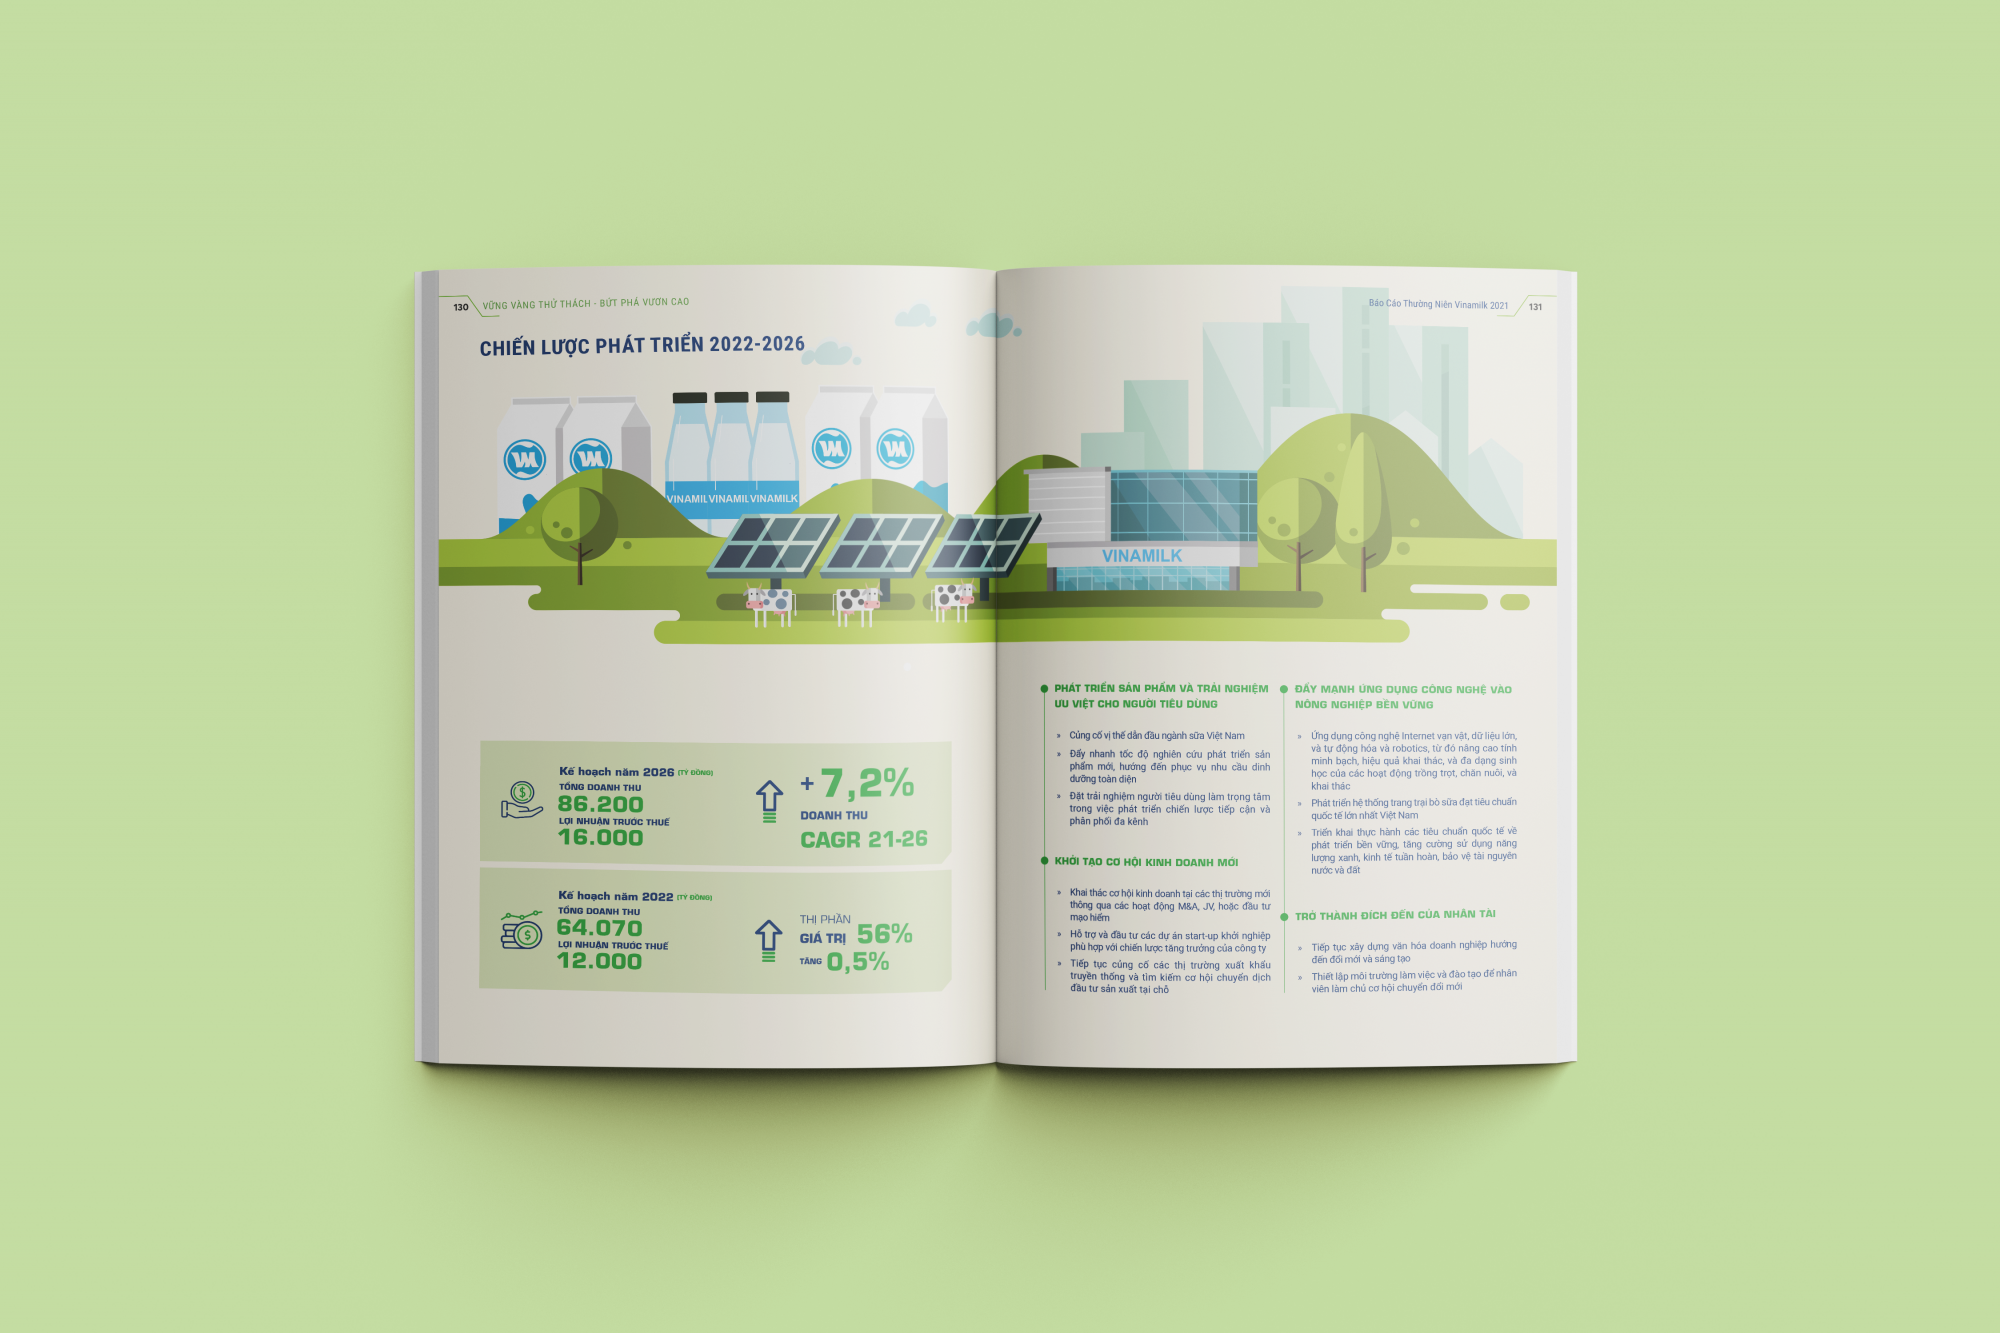 130
VỮNG VÀNG THỬ THÁCH - BỨT PHÁ VƯƠN CAO
CHIẾN LƯỢC PHÁT TRIỂN 2022-2026
VINAMIL VINAMIL VINAMILK
Kế hoạch năm 2026 (TỶ ĐỒNG)
TỔNG DOANH THU
86.200
LỢI NHUẬN TRƯỚC THUẾ
16.000
+ 7,2%
DOANH THU
CAGR 21-26
Kế hoạch năm 2022 (TỶ ĐỒNG)
TỔNG DOANH THU
64.070
LỢI NHUẬN TRƯỚC THUẾ
12.000
THỊ PHẦN
GIÁ TRỊ 56%
TĂNG 0,5%
Báo Cáo Thường Niên Vinamilk 2021
131
VINAMILK
PHÁT TRIỂN SẢN PHẨM VÀ TRẢI NGHIỆM
ƯU VIỆT CHO NGƯỜI TIÊU DÙNG
» Củng cố vị thế dẫn đầu ngành sữa Việt Nam
» Đẩy nhanh tốc độ nghiên cứu phát triển sản
phẩm mới, hướng đến phục vụ nhu cầu dinh
dưỡng toàn diện
» Đặt trải nghiệm người tiêu dùng làm trọng tâm
trong việc phát triển chiến lược tiếp cận và
phân phối đa kênh
KHỞI TẠO CƠ HỘI KINH DOANH MỚI
» Khai thác cơ hội kinh doanh tại các thị trường mới
thông qua các hoạt động M&A, JV, hoặc đầu tư
mạo hiểm
» Hỗ trợ và đầu tư các dự án start-up khởi nghiệp
phù hợp với chiến lược tăng trưởng của công ty
» Tiếp tục củng cố các thị trường xuất khẩu
truyền thống và tìm kiếm cơ hội chuyển dịch
đầu tư sản xuất tại chỗ
ĐẨY MẠNH ỨNG DỤNG CÔNG NGHỆ VÀO
NÔNG NGHIỆP BỀN VỮNG
» Ứng dụng công nghệ Internet vạn vật, dữ liệu lớn,
và tự động hóa và robotics, từ đó nâng cao tính
minh bạch, hiệu quả khai thác, và đa dạng sinh
học của các hoạt động trồng trọt, chăn nuôi, và
khai thác
» Phát triển hệ thống trang trại bò sữa đạt tiêu chuẩn
quốc tế lớn nhất Việt Nam
» Triển khai thực hành các tiêu chuẩn quốc tế về
phát triển bền vững, tăng cường sử dụng năng
lượng xanh, kinh tế tuần hoàn, bảo vệ tài nguyên
nước và đất
TRỞ THÀNH ĐÍCH ĐẾN CỦA NHÂN TÀI
» Tiếp tục xây dựng văn hóa doanh nghiệp hướng
đến đổi mới và sáng tạo
» Thiết lập môi trường làm việc và đào tạo để nhân
viên làm chủ cơ hội chuyển đổi mới